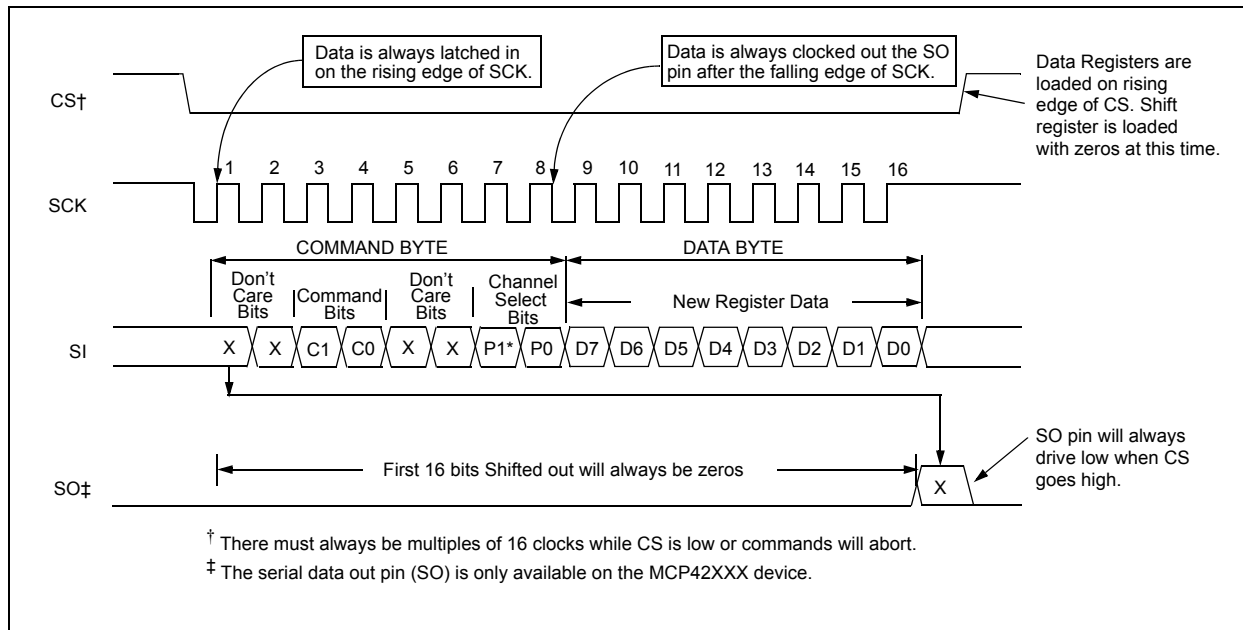 Data is always latched in
on the rising edge of SCK.
Data is always clocked out the SO
pin after the falling edge of SCK.
Data Registers are
loaded on rising
edge of CS. Shift
register is loaded
with zeros at this time.
CS†
1 2 3 4 5 6 7 8 9 10 11 12 13 14 15 16
SCK
COMMAND BYTE
DATA BYTE
Don't
Care
Bits
Command
Bits
Don't
Care
Bits
Channel
Select
Bits
New Register Data
SI
X X C1 C0 X X P1* P0 D7 D6 D5 D4 D3 D2 D1 D0
SO pin will always
drive low when CS
goes high.
First 16 bits Shifted out will always be zeros
X
SO‡
† There must always be multiples of 16 clocks while CS is low or commands will abort.
‡ The serial data out pin (SO) is only available on the MCP42XXX device.